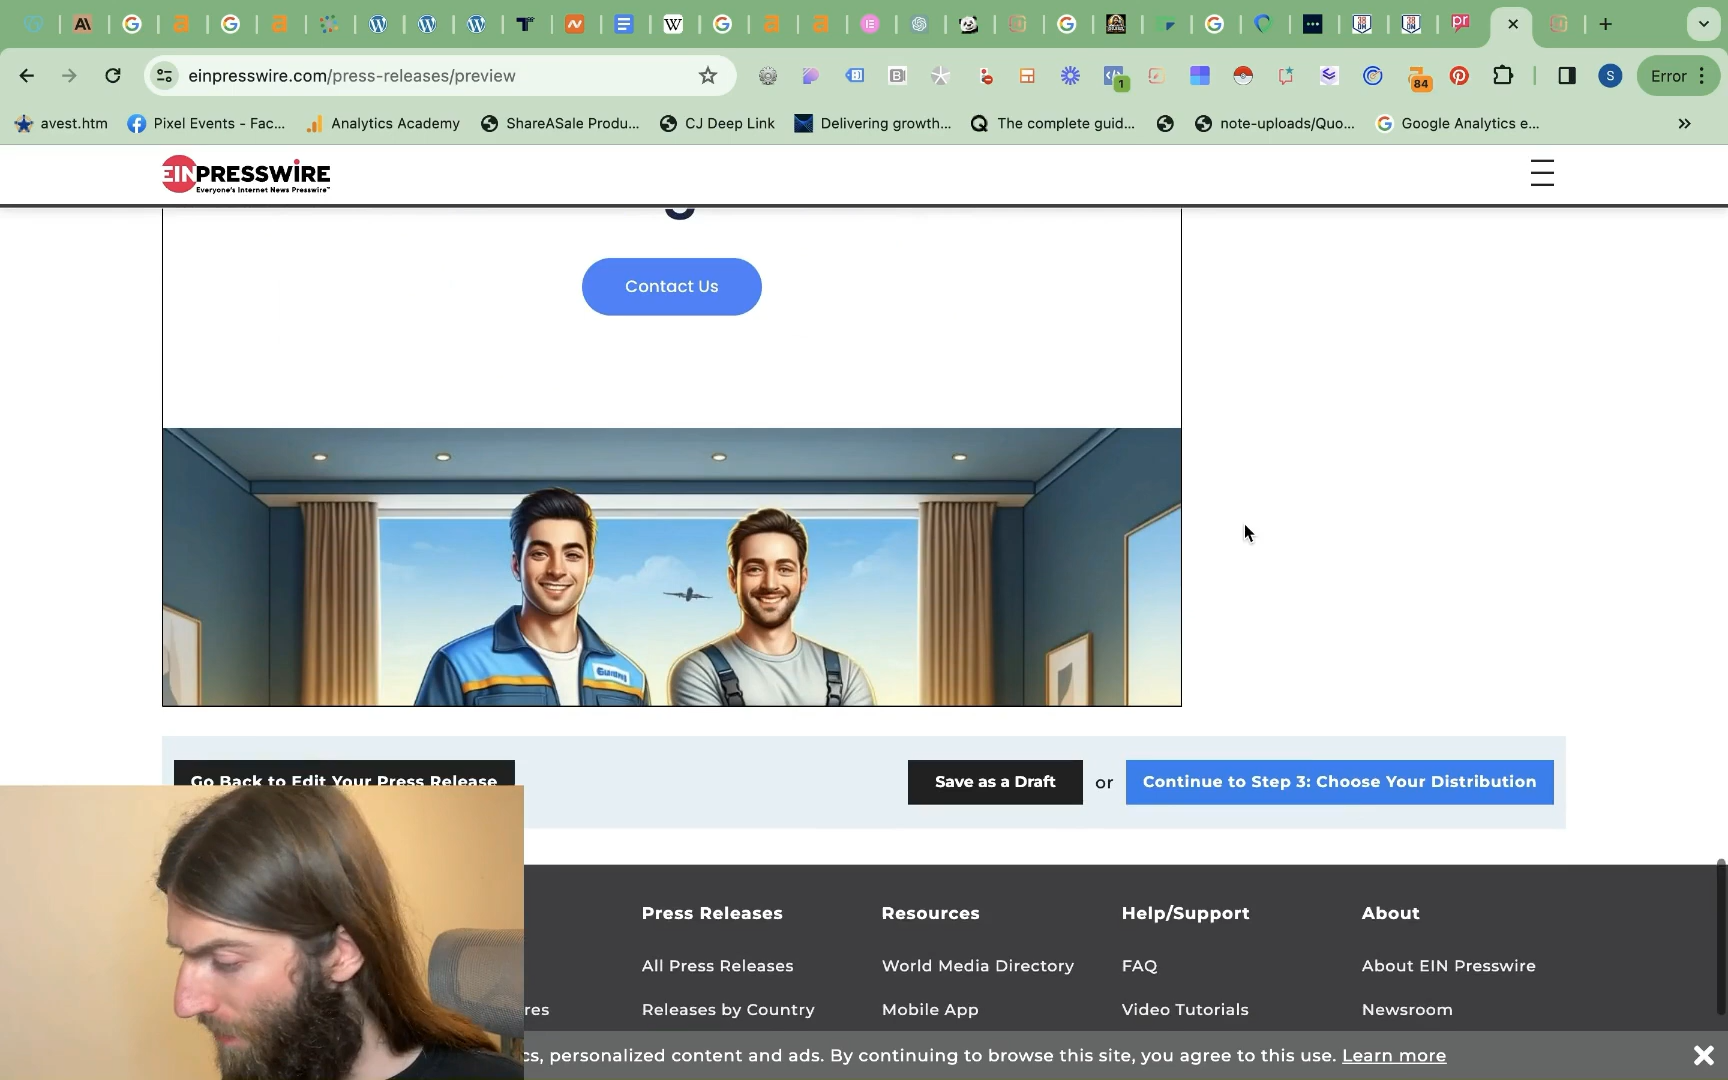 einpresswire.com/press-releases/preview
1
84
S
Error
avest.htm
Pixel Events - Fac...
Analytics Academy
ShareASale Produ...
CJ Deep Link
Delivering growth...
The complete guid...
note-uploads/Quo...
Google Analytics e...
EINPRESSWIRE
Everyone's Internet News Presswire™
Contact Us
Go Back to Edit Your Press Release
Save as a Draft
or
Continue to Step 3: Choose Your Distribution
Press Releases
Resources
Help/Support
About
All Press Releases
World Media Directory
FAQ
About EIN Presswire
res
Releases by Country
Mobile App
Video Tutorials
Newsroom
cs, personalized content and ads. By continuing to browse this site, you agree to this use. Learn more